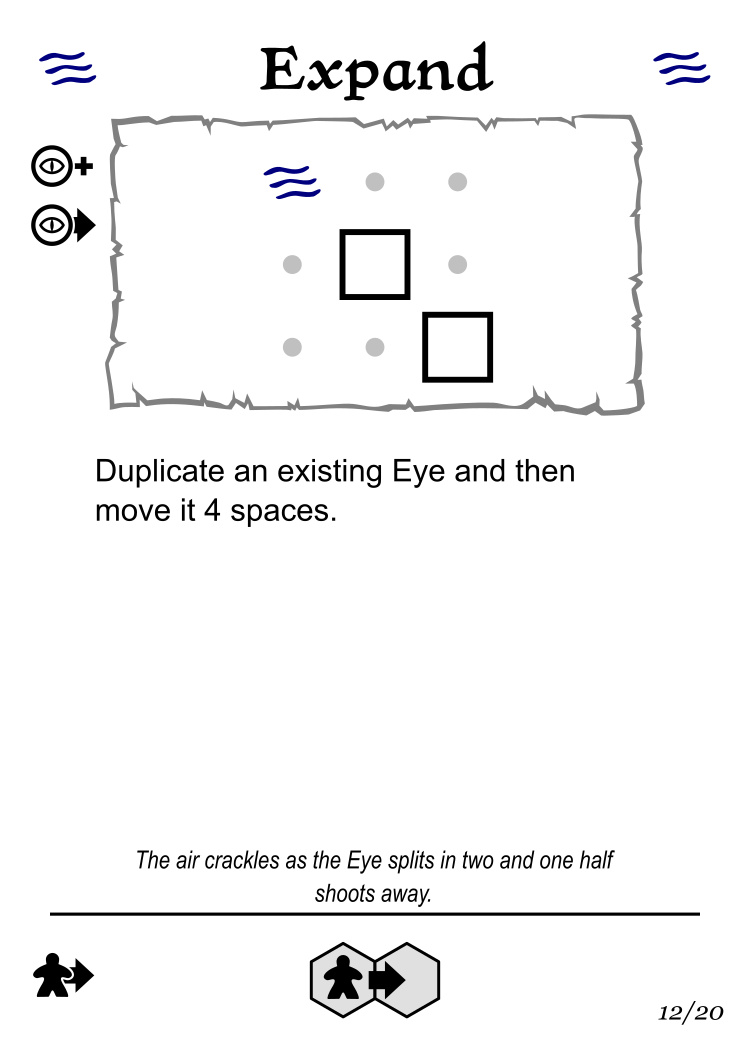 Expand
Duplicate an existing Eye and then
move it 4 spaces.
The air crackles as the Eye splits in two and one half
shoots away.
12/20